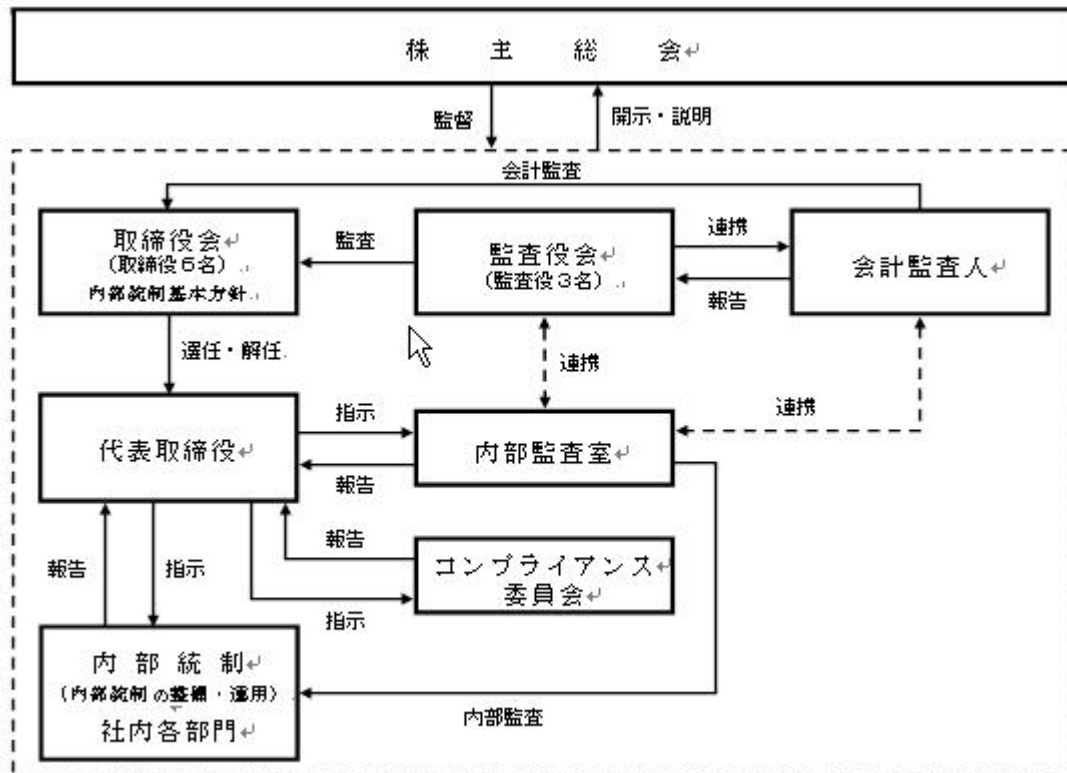 株主総会
監督
開示・説明
会計監査
取締役会
(取締役6名)
内部統制基本方針
監査
監査役会
(監査役3名)
連携
報告
会計監査人
選任・解任
連携
連携
代表取締役
指示
報告
内部監査室
報告
指示
報告
指示
コンプライアンス
委員会
内部統制
(内部統制の整備・運用)
社内各部門
内部監査